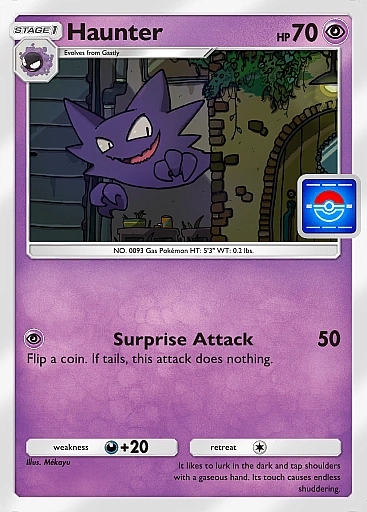 STAGE 1
Haunter
HP 70
Evolves from Gastly
NO. 0093 Gas Pokémon HT: 5'3" WT: 0.2 lbs.
Surprise Attack 50
Flip a coin. If tails, this attack does nothing.
weakness +20 retreat
Illus. Mékayu
It likes to lurk in the dark and tap shoulders
with a gaseous hand. Its touch causes endless
shuddering.